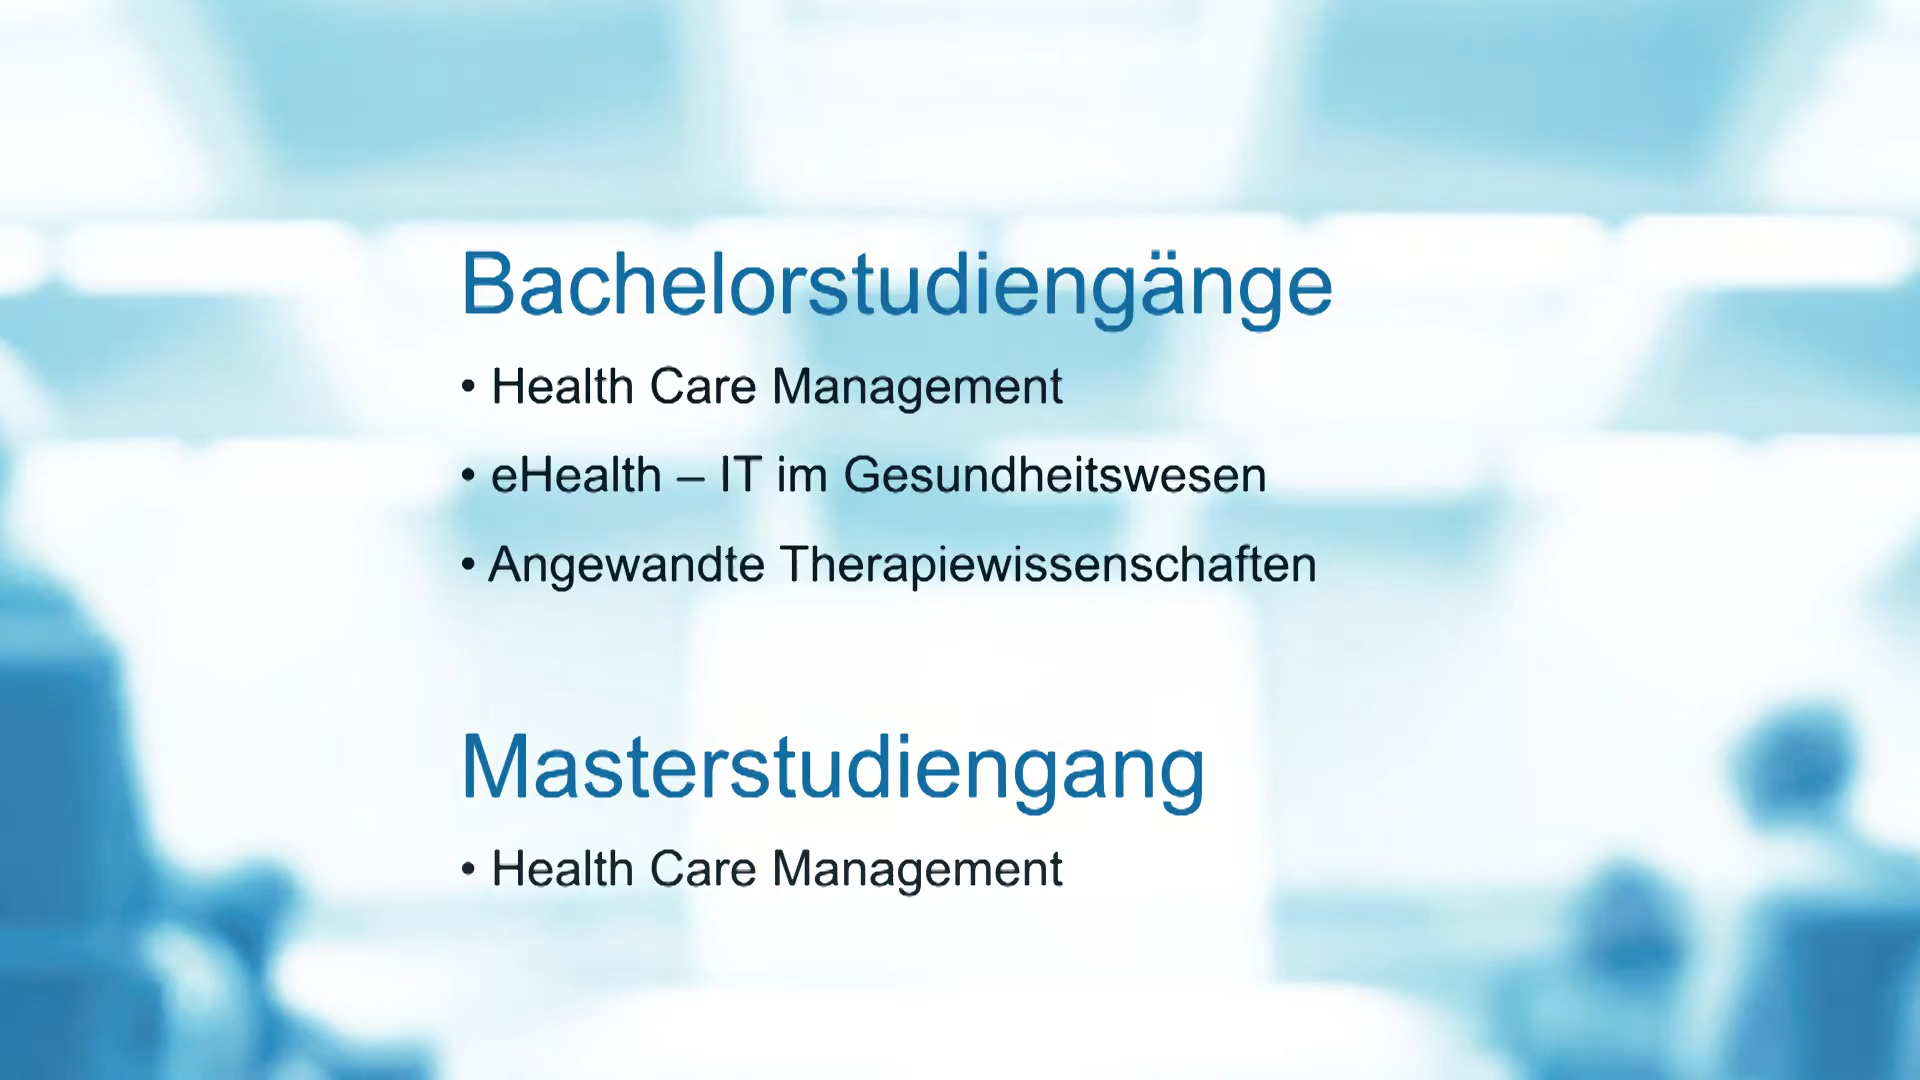 Bachelorstudiengänge
• Health Care Management
• eHealth – IT im Gesundheitswesen
• Angewandte Therapiewissenschaften
Masterstudiengang
• Health Care Management